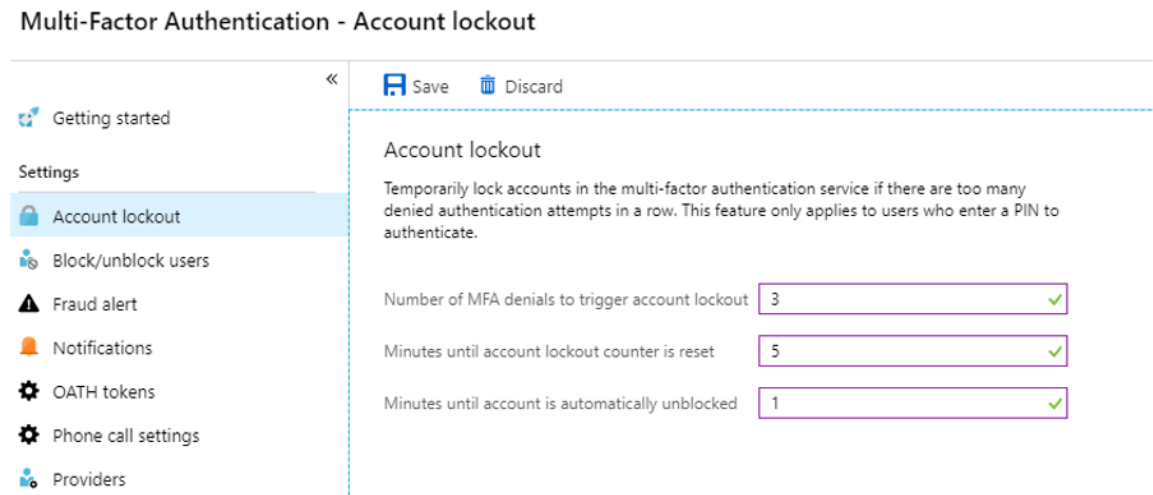 Multi-Factor Authentication - Account lockout
«
Getting started
Settings
Account lockout
Block/unblock users
Fraud alert
Notifications
OATH tokens
Phone call settings
Providers
Save Discard
Account lockout
Temporarily lock accounts in the multi-factor authentication service if there are too many
denied authentication attempts in a row. This feature only applies to users who enter a PIN to
authenticate.
Number of MFA denials to trigger account lockout 3
Minutes until account lockout counter is reset 5
Minutes until account is automatically unblocked 1